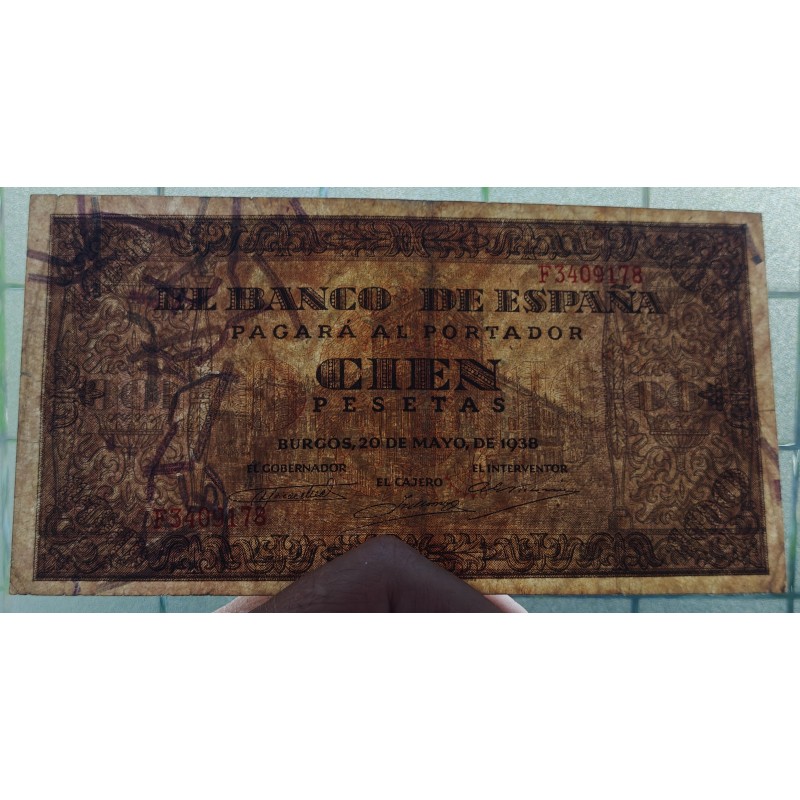 F3409178
EL BANCO DE ESPAÑA
PAGARÁ AL PORTADOR
CIEN
PESETAS
BURGOS, 20 DE MAYO, DE 1938
EL GOBERNADOR
EL CAJERO
EL INTERVENTOR
F3409178